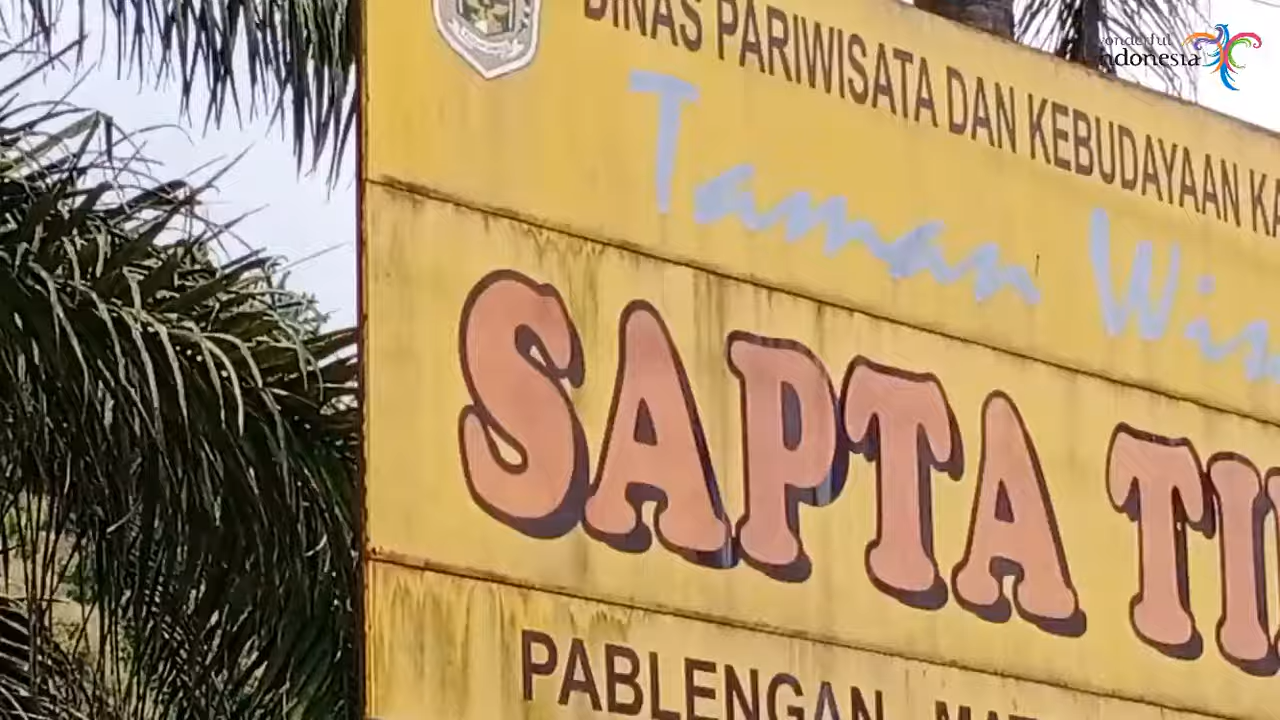 wonderful
indonesia
DINAS PARIWISATA DAN KEBUDAYAAN
Taman
SAPTA
PABLENGAN